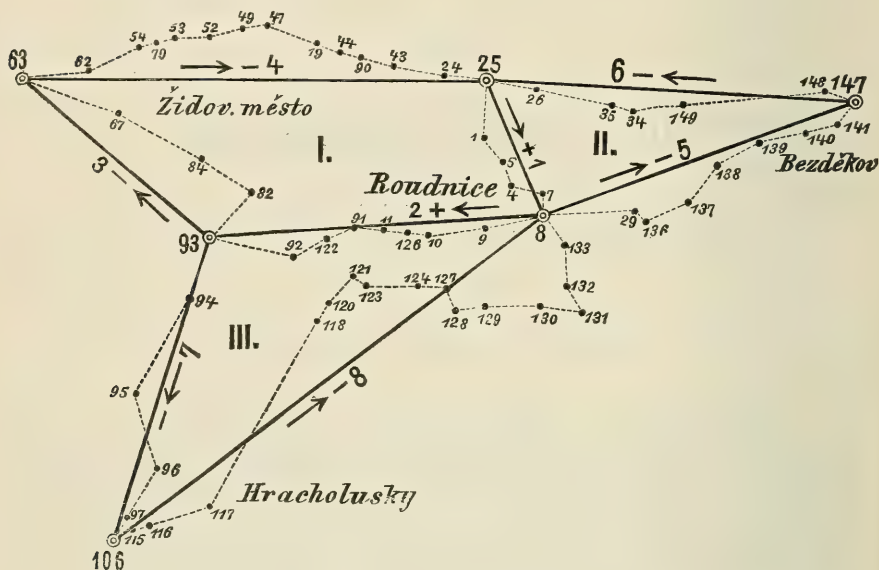 49 47
54 53 52
79 19 44
62 90 43
63 24 25
→ - 4 6 - ← 148 147
Židov. město 26 35 34 149
67 141
I. 1 + 1 II. → - 5 140
139 Bezděkov
84 5 138
82 Roudnice 4 7
3 - 2 + ← 137
91 11 29
93 92 122 126 10 9 8 136
133
121
94 123 124 127 132
120
118 128 129 130 131
III.
- 7 → - 8
95
96
Hracholusky
97 117
115 116
106